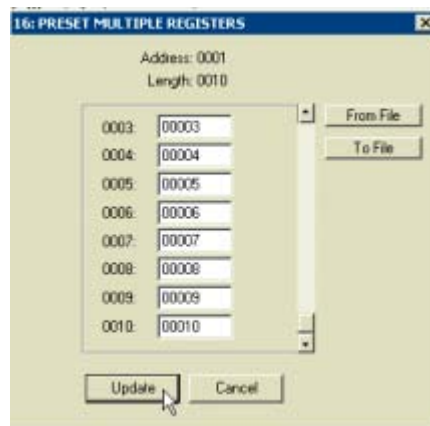 16: PRESET MULTIPLE REGISTERS
Address: 0001
Length: 0010
From File
To File
0003: 00003
0004: 00004
0005: 00005
0006: 00006
0007: 00007
0008: 00008
0009: 00009
0010: 00010
Update Cancel